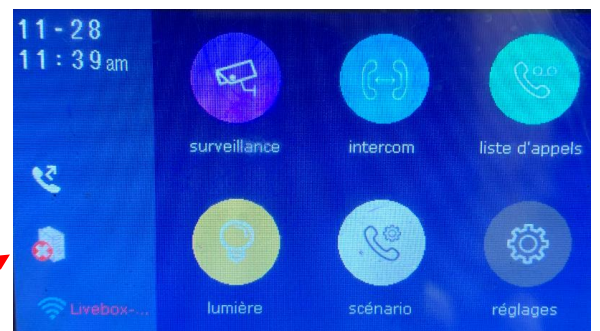 11-28
11:39am
surveillance
intercom
liste d'appels
Livebox-...
lumière
scénario
réglages